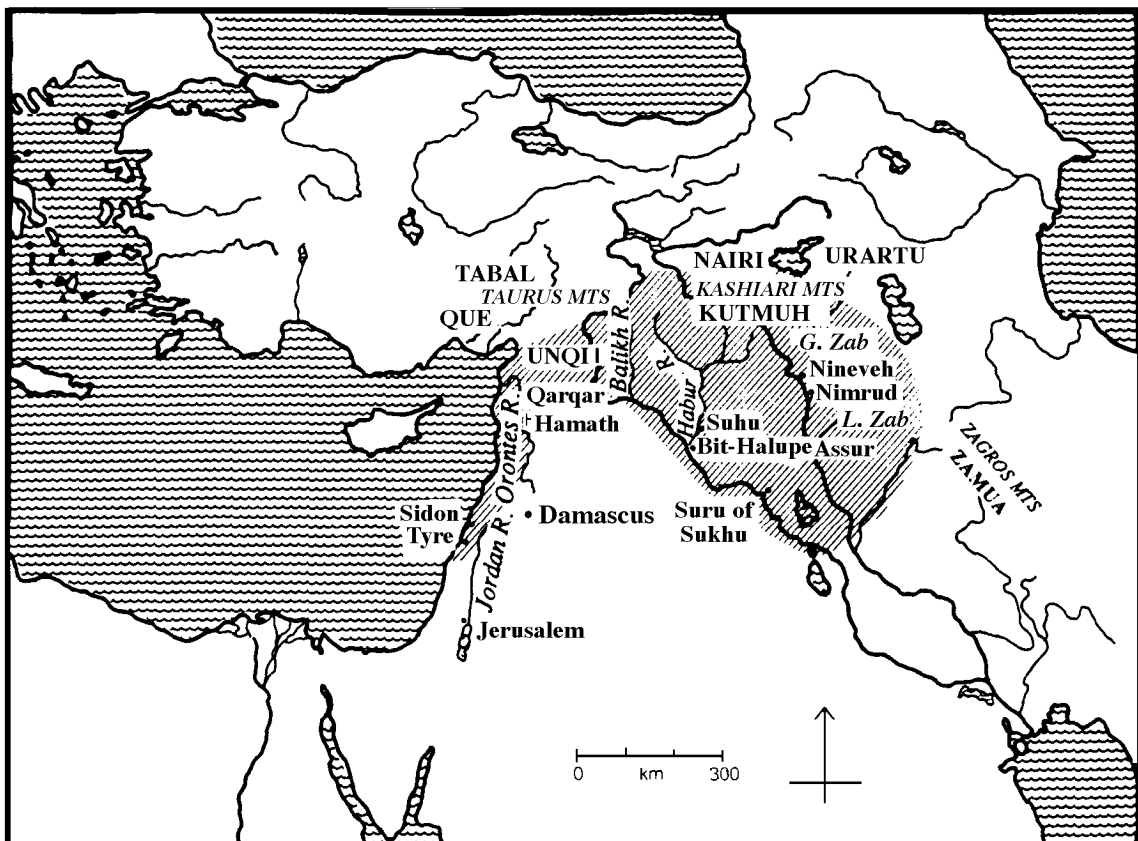 NAIRI
URARTU
TABAL
TAURUS MTS
KASHIARI MTS
QUE
KUTMUH
UNQI
Balikh R.
R.
Habur
G. Zab
Nineveh
Nimrud
Qarqar
Hamath
Suhu
L. Zab
Bit-Halupe
Assur
ZAGROS MTS
ZAMUA
Oronies R.
Sidon
Tyre
Damascus
Suru of
Sukhu
Jordan R.
Jerusalem
0 km 300